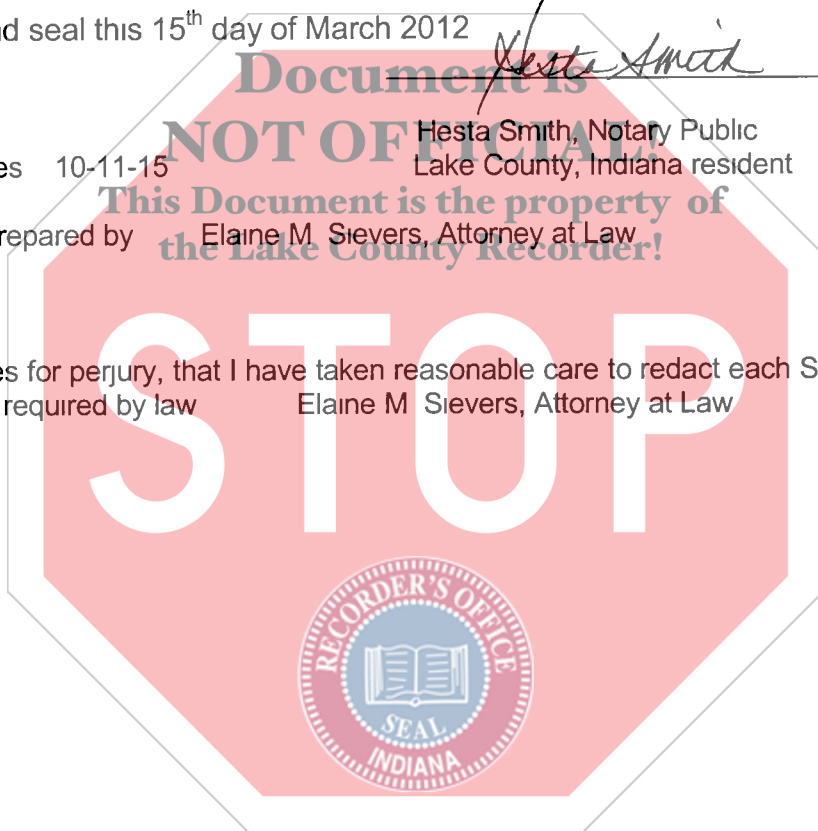 d seal this 15th day of March 2012
Hesta Smith
Document is
NOT OFFICIAL!
Hesta Smith, Notary Public
es 10-11-15 Lake County, Indiana resident
This Document is the property of
repared by Elaine M Sievers, Attorney at Law
the Lake County Recorder!
es for perjury, that I have taken reasonable care to redact each S
required by law Elaine M Sievers, Attorney at Law
STOP
RECORDER'S OFFICE
SEAL
INDIANA